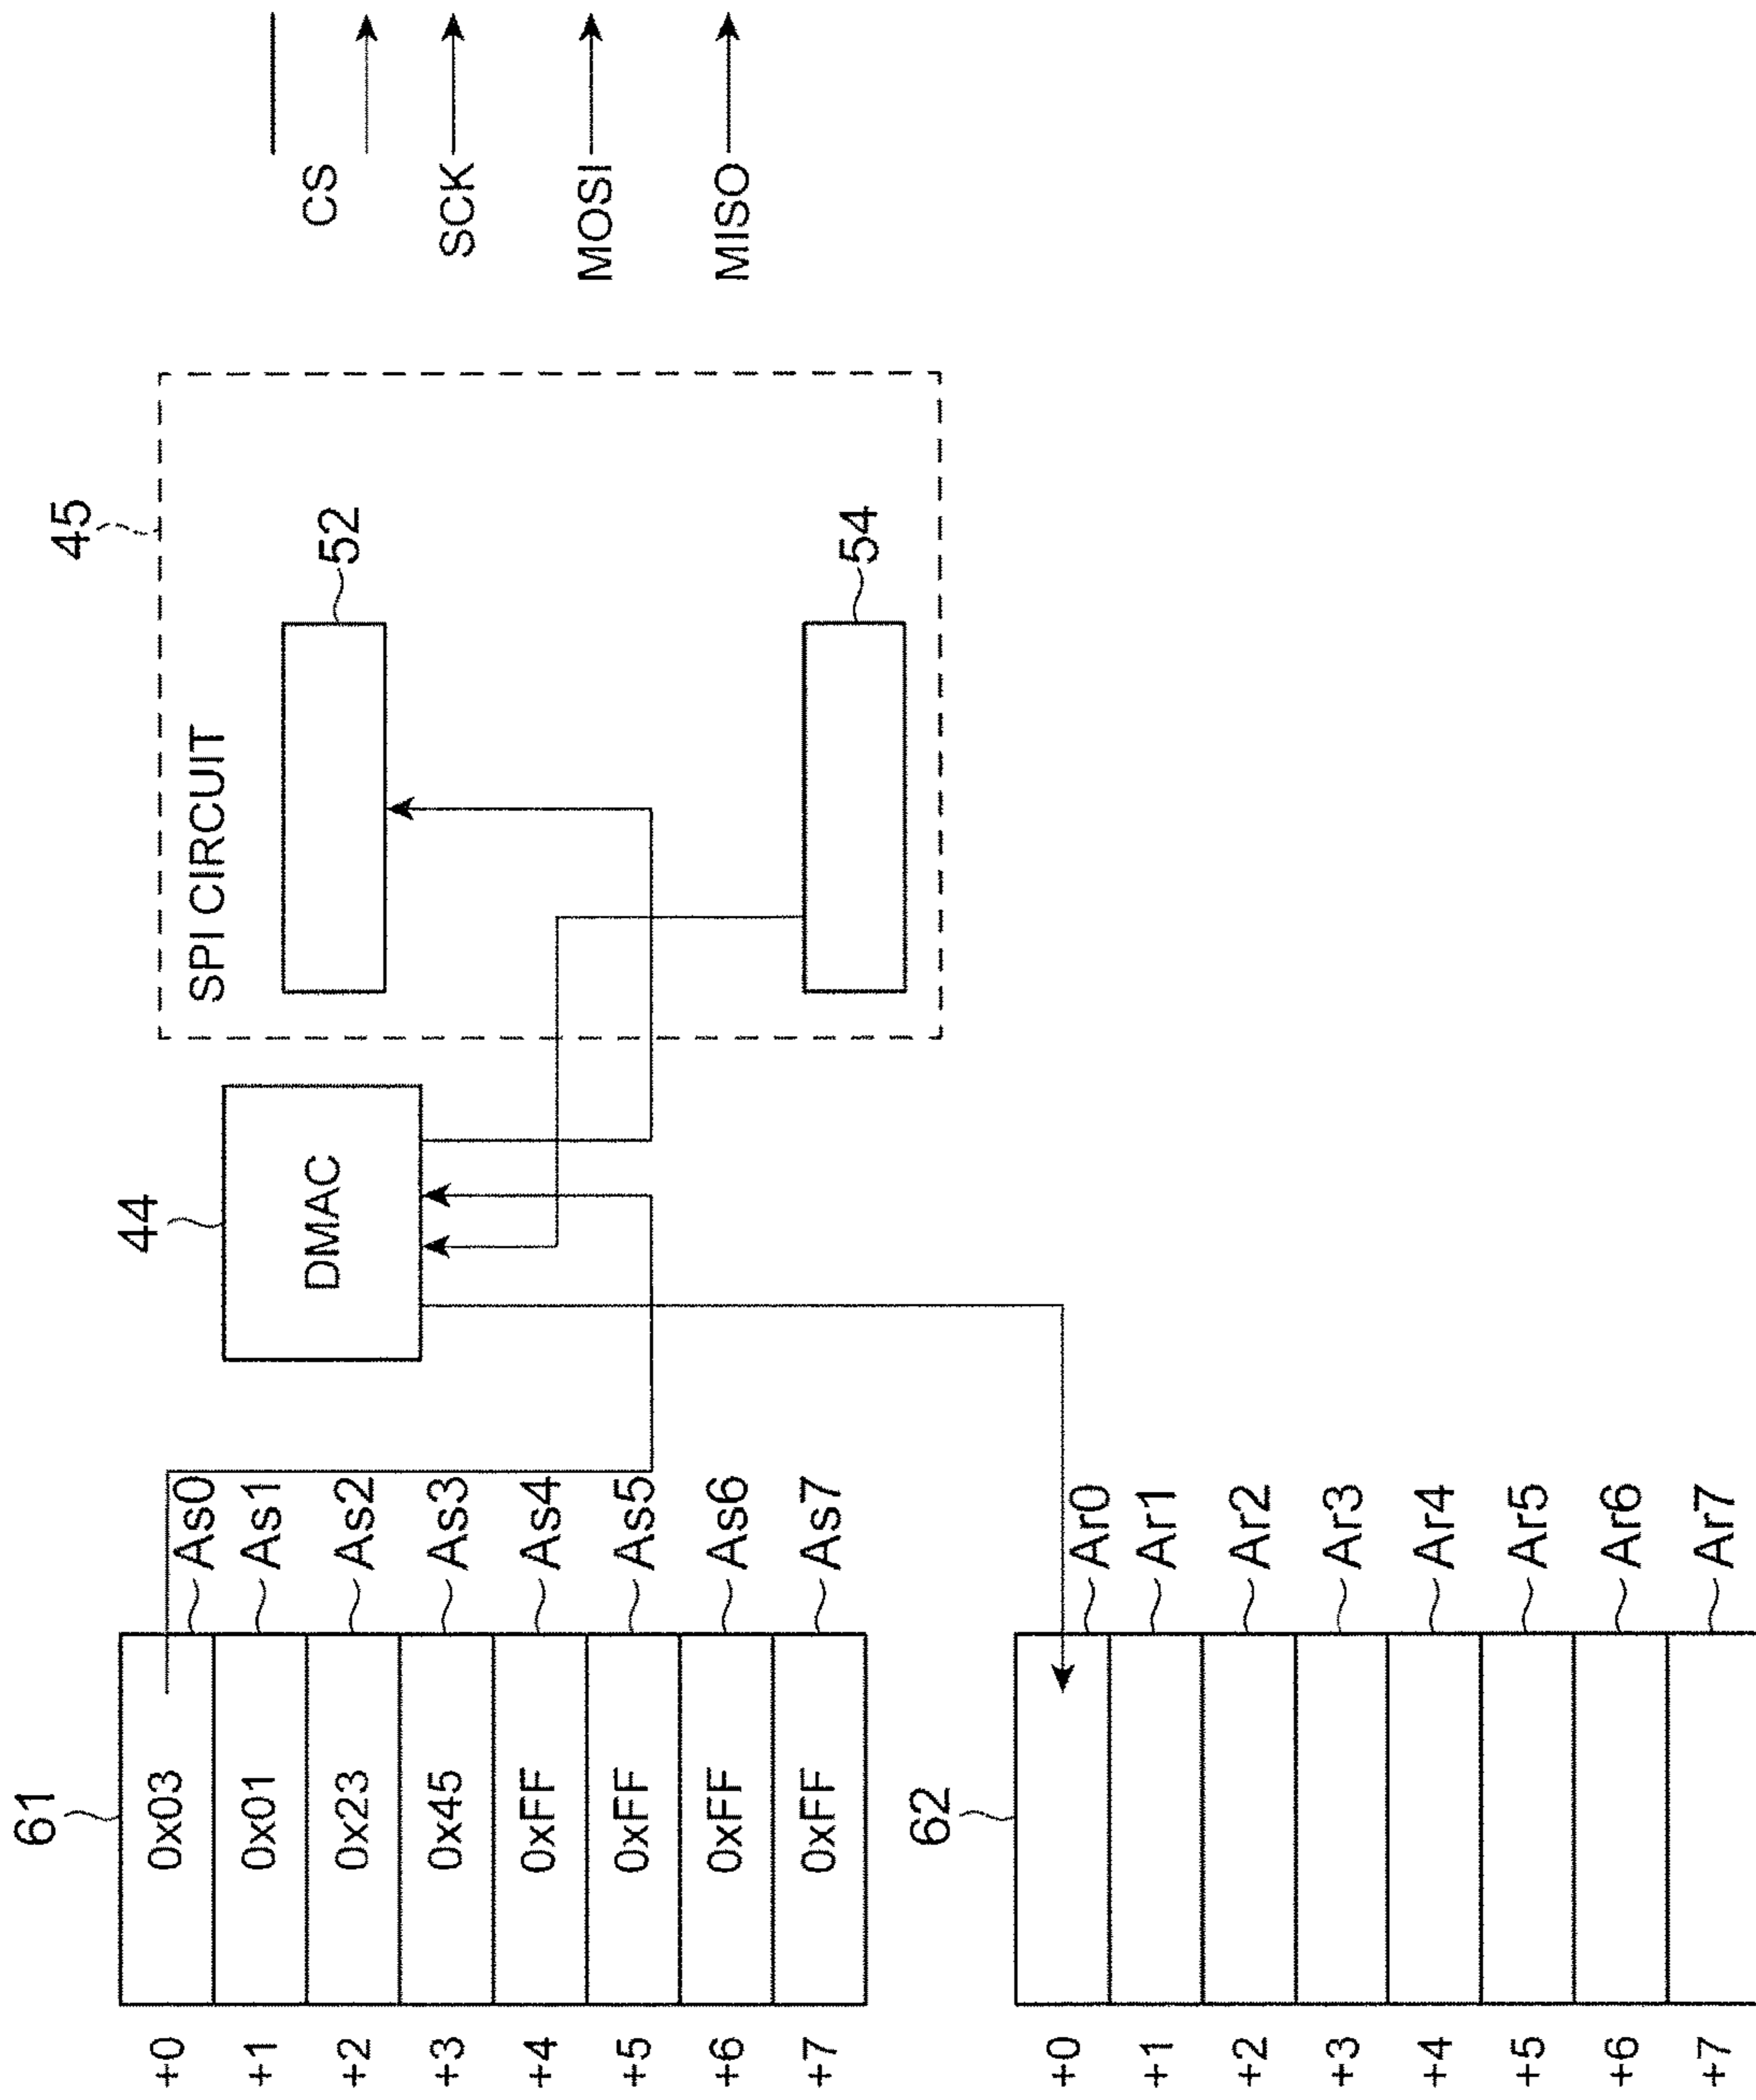 61
+0 0x03 As0
+1 0x01 As1
+2 0x23 As2
+3 0x45 As3
+4 0xFF As4
+5 0xFF As5
+6 0xFF As6
+7 0xFF As7
44
DMAC
45
SPI CIRCUIT
52
54
CS
SCK
MOSI
MISO
62
+0 Ar0
+1 Ar1
+2 Ar2
+3 Ar3
+4 Ar4
+5 Ar5
+6 Ar6
+7 Ar7